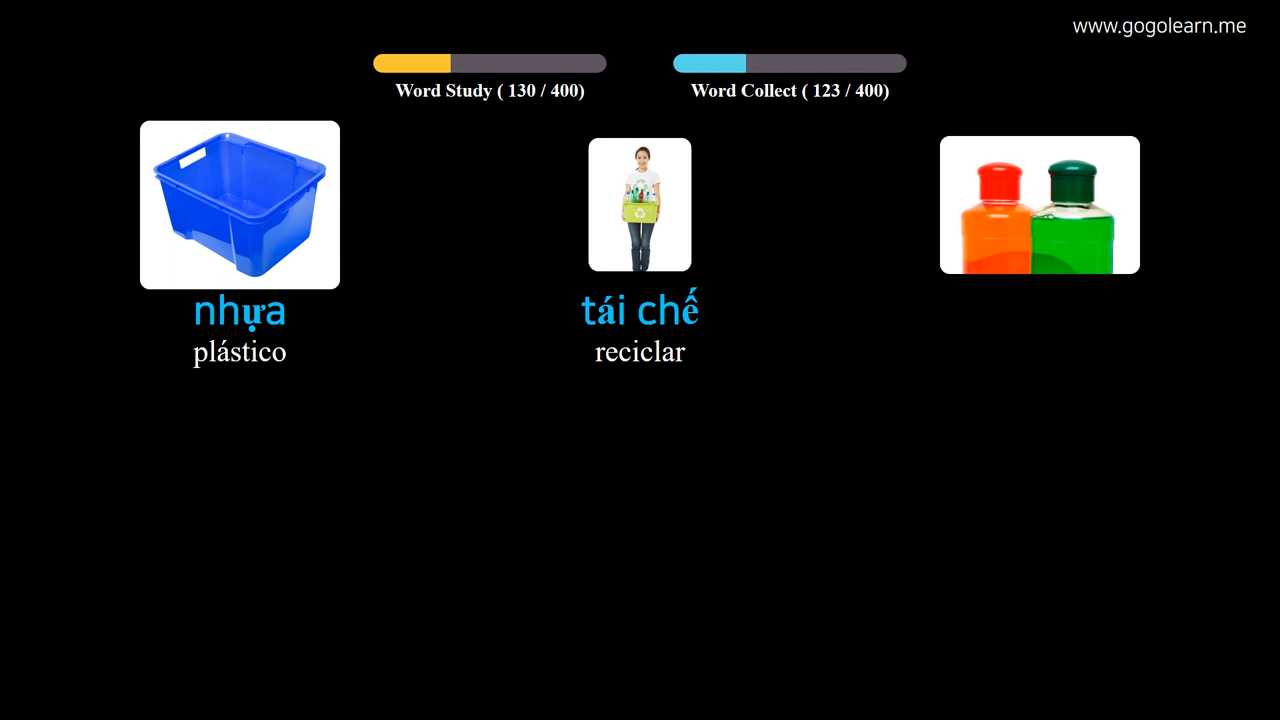 www.gogolearn.me
Word Study ( 130 / 400)
Word Collect ( 123 / 400)
nhựa
plástico
tái chế
reciclar